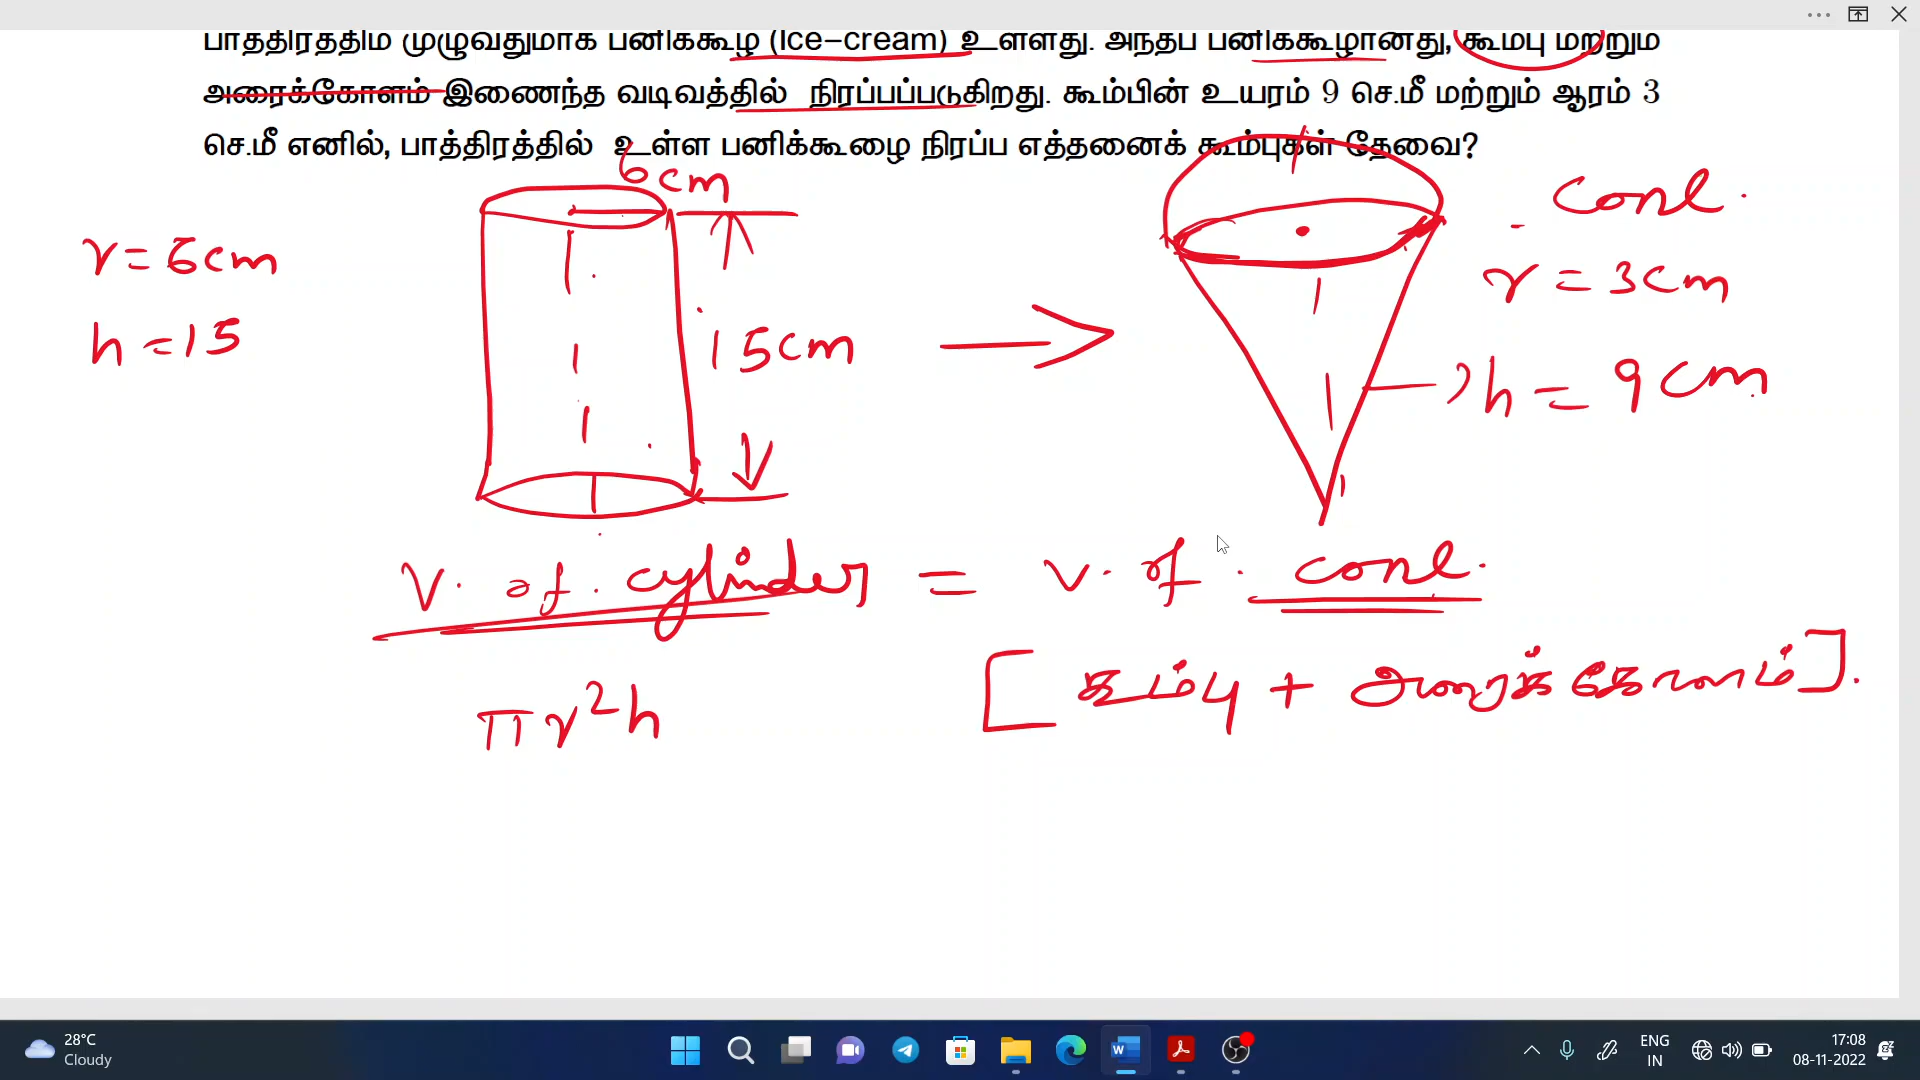 பாத்திரத்தில் முழுவதுமாக பனிக்கூழ் (Ice-cream) உள்ளது. அந்தப் பனிக்கூழானது, கூம்பு மற்றும்
அரைக்கோளம் இணைந்த வடிவத்தில் நிரப்பப்படுகிறது. கூம்பின் உயரம் 9 செ.மீ மற்றும் ஆரம் 3
செ.மீ எனில், பாத்திரத்தில் உள்ள பனிக்கூழை நிரப்ப எத்தனைக் கூம்புகள் தேவை?
6cm
cone.
r = 6cm
r = 3cm
h = 15
15cm
h = 9cm
V. of. cylinder = V. of. cone.
πr²h
[கூம்பு + அரைக்கோளம்].
28°C
Cloudy
ENG
IN
17:08
08-11-2022